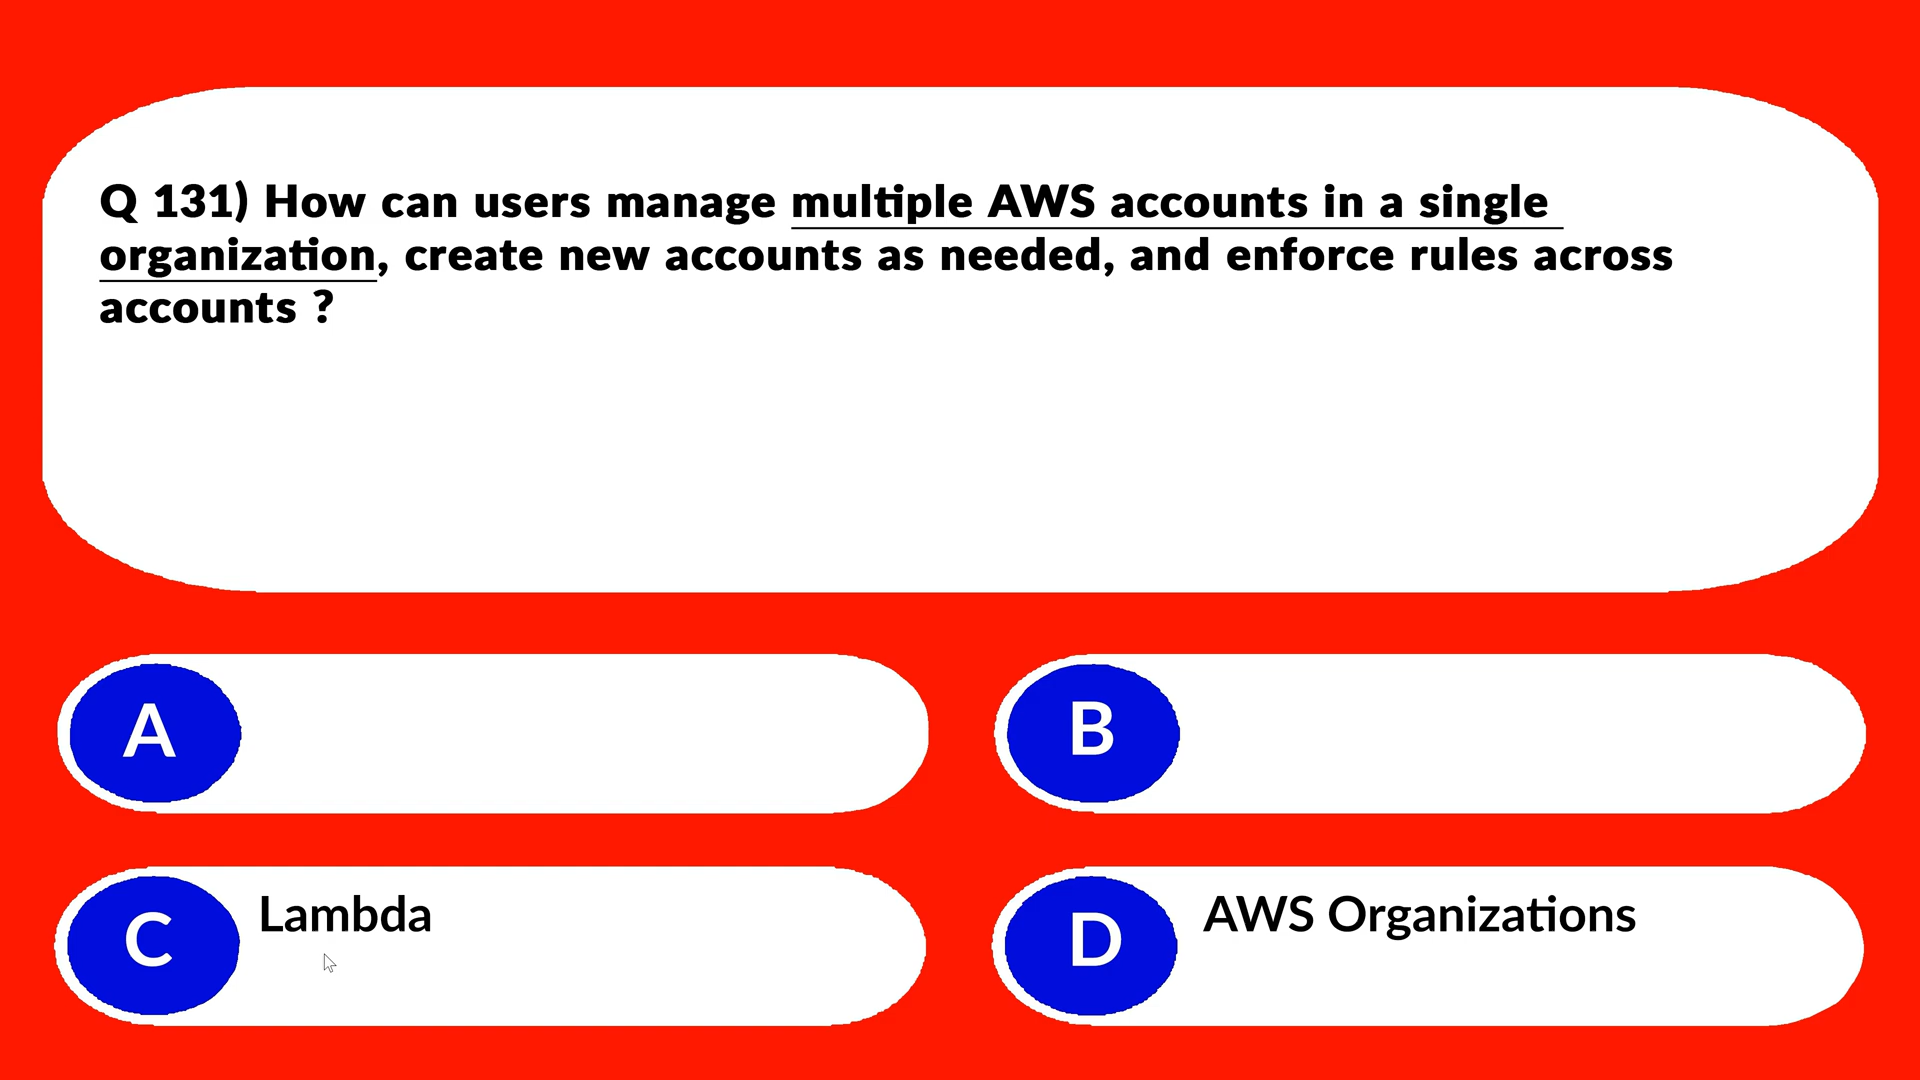 Q 131) How can users manage multiple AWS accounts in a single
organization, create new accounts as needed, and enforce rules across
accounts ?
A
B
C
Lambda
D
AWS Organizations